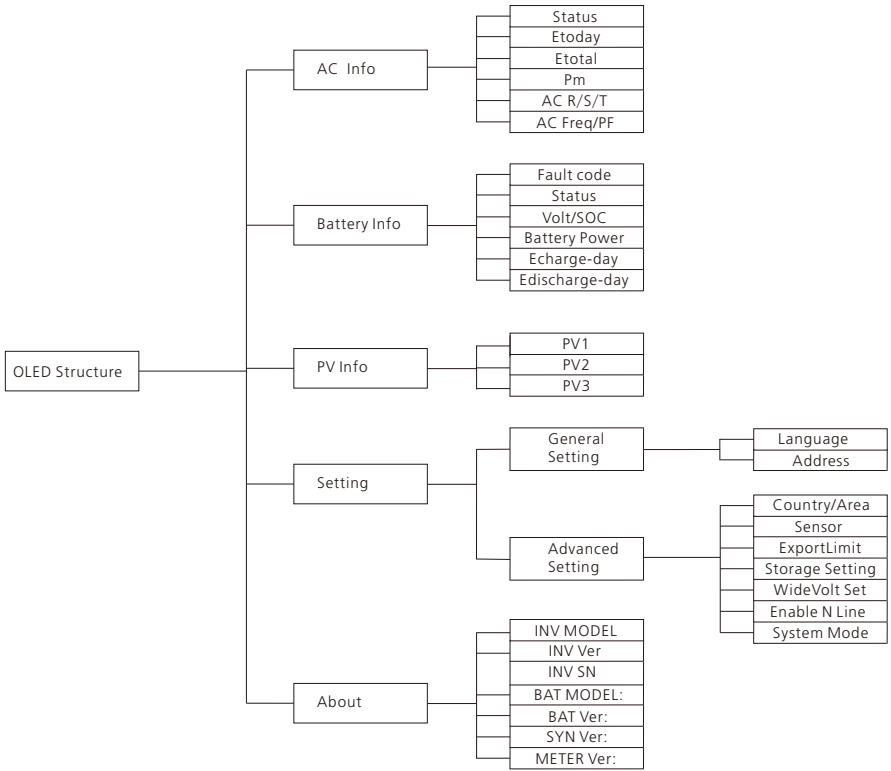 OLED Structure
AC Info
Status
Etoday
Etotal
Pm
AC R/S/T
AC Freq/PF
Battery Info
Fault code
Status
Volt/SOC
Battery Power
Echarge-day
Edischarge-day
PV Info
PV1
PV2
PV3
Setting
General
Setting
Language
Address
Advanced
Setting
Country/Area
Sensor
ExportLimit
Storage Setting
WideVolt Set
Enable N Line
System Mode
About
INV MODEL
INV Ver
INV SN
BAT MODEL:
BAT Ver:
SYN Ver:
METER Ver: